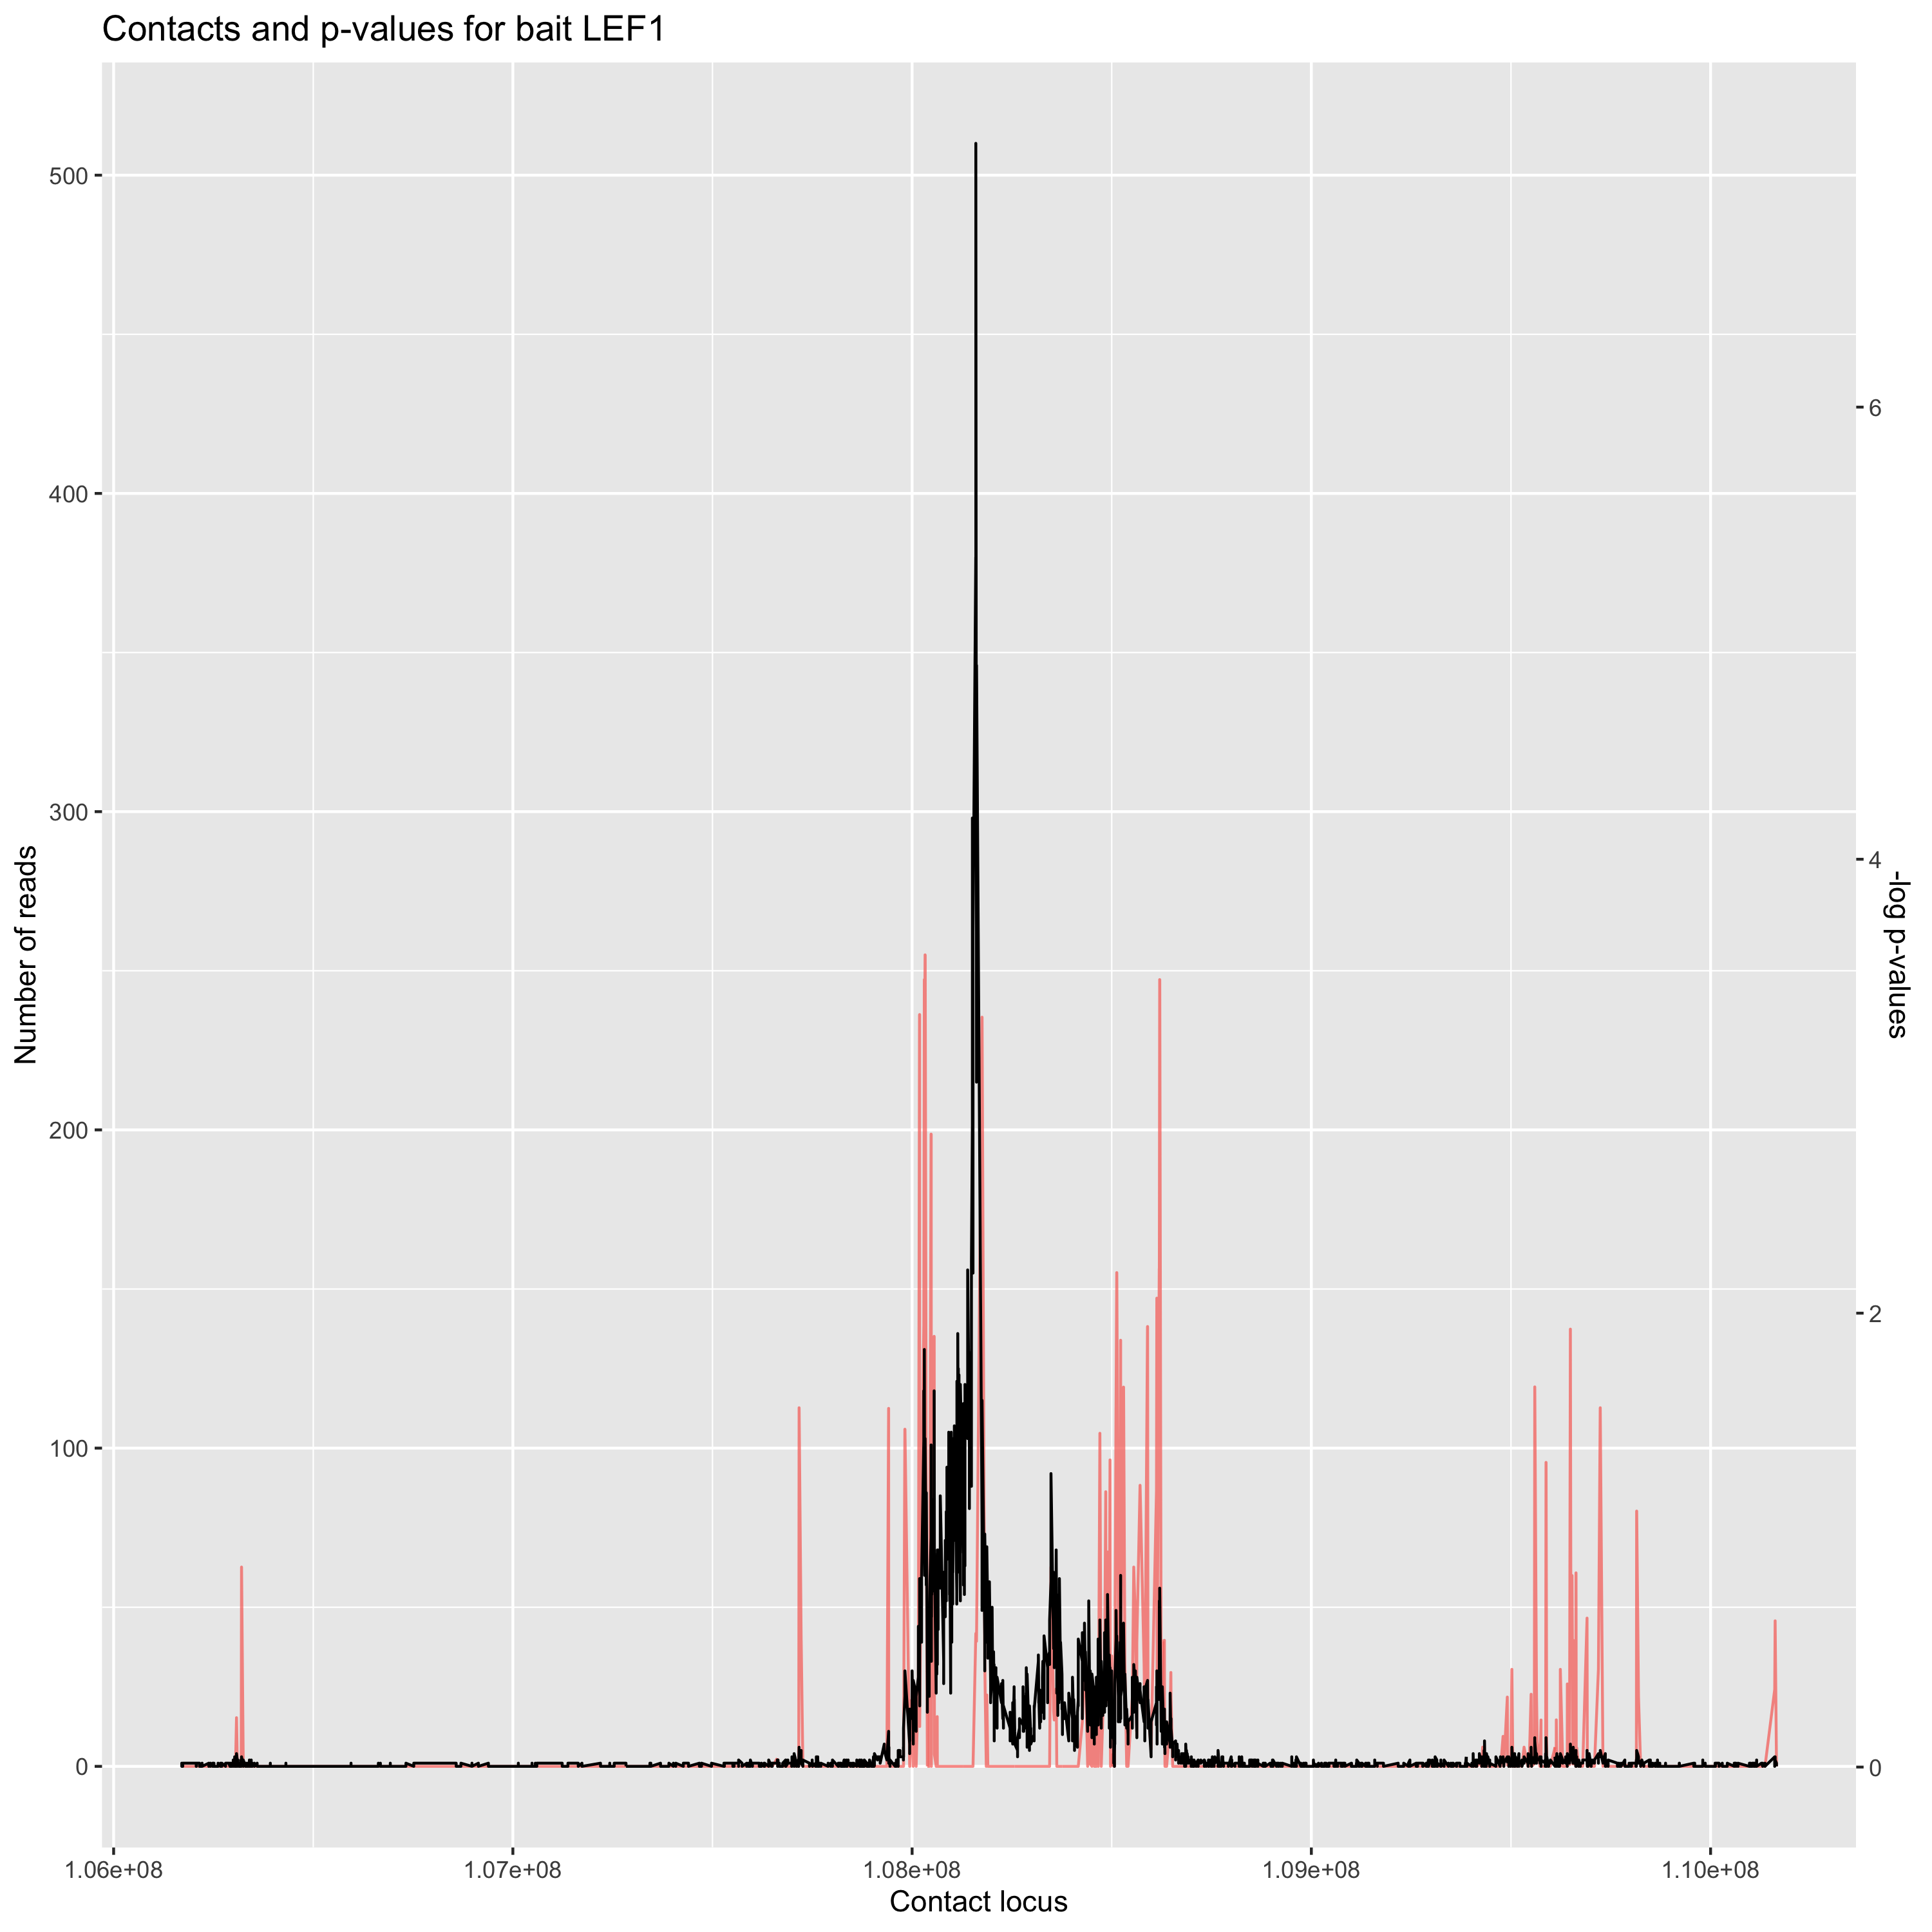 Contacts and p-values for bait LEF1
500
400
300
200
100
0
Number of reads
6
4
2
0
-log p-values
1.06e+08
1.07e+08
1.08e+08
1.09e+08
1.10e+08
Contact locus